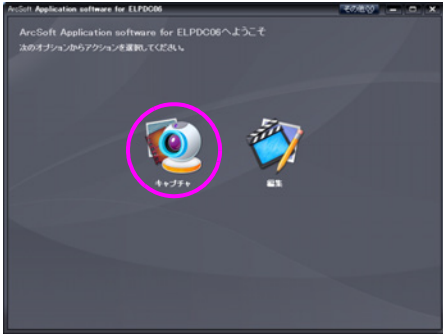 ArcSoft Application software for ELPDC06
その他
ArcSoft Application software for ELPDC06へようこそ
次のオプションからアクションを選択してください。
キャプチャ
編集